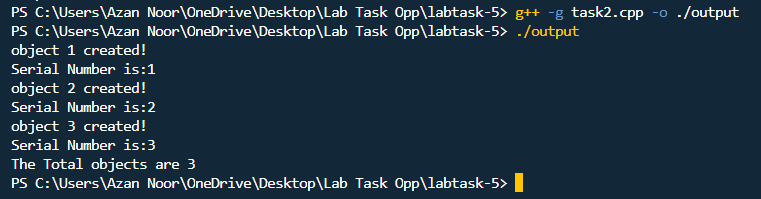 PS C:\Users\Azan Noor\OneDrive\Desktop\Lab Task Opp\labtask-5> g++ -g task2.cpp -o ./output
PS C:\Users\Azan Noor\OneDrive\Desktop\Lab Task Opp\labtask-5> ./output
object 1 created!
Serial Number is:1
object 2 created!
Serial Number is:2
object 3 created!
Serial Number is:3
The Total objects are 3
PS C:\Users\Azan Noor\OneDrive\Desktop\Lab Task Opp\labtask-5>